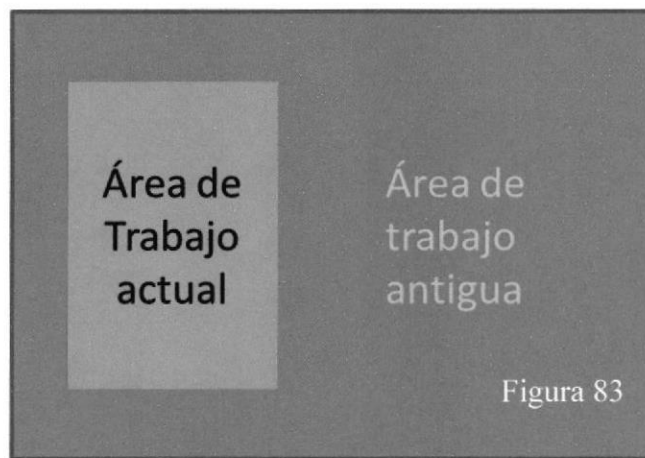 Área de
Trabajo
actual
Área de
trabajo
antigua
Figura 83